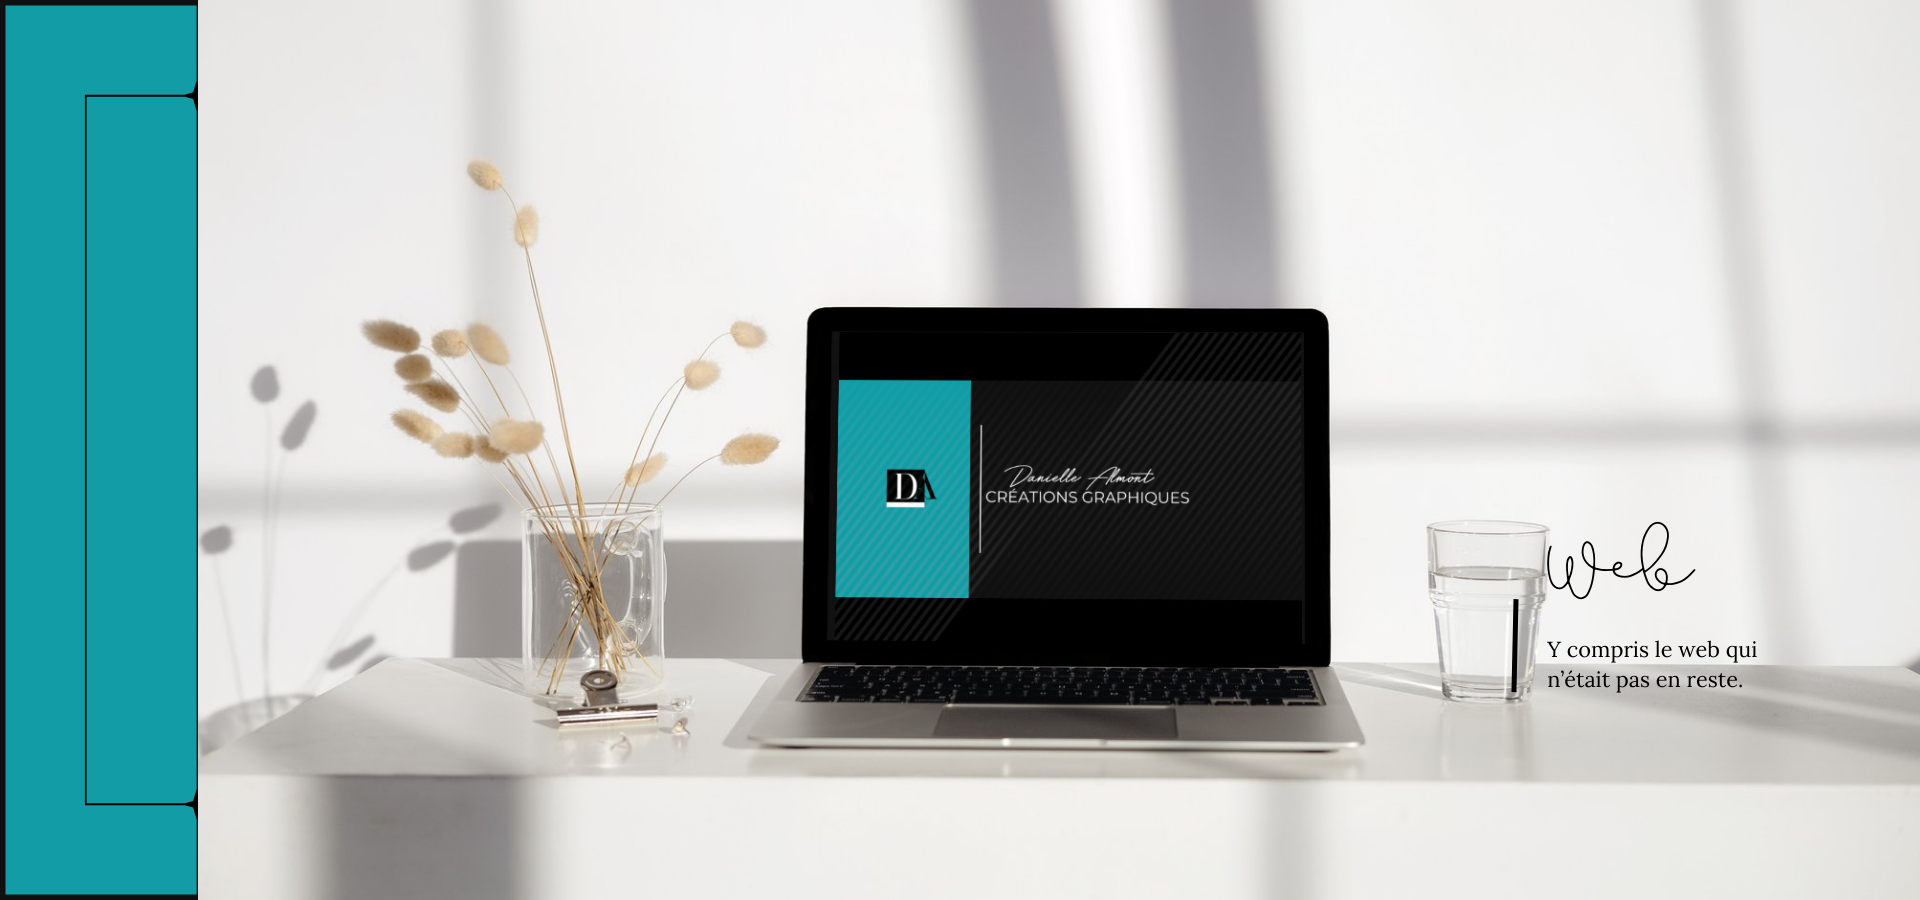 DA
Danielle Almont
CRÉATIONS GRAPHIQUES
Web
Y compris le web qui
n'était pas en reste.